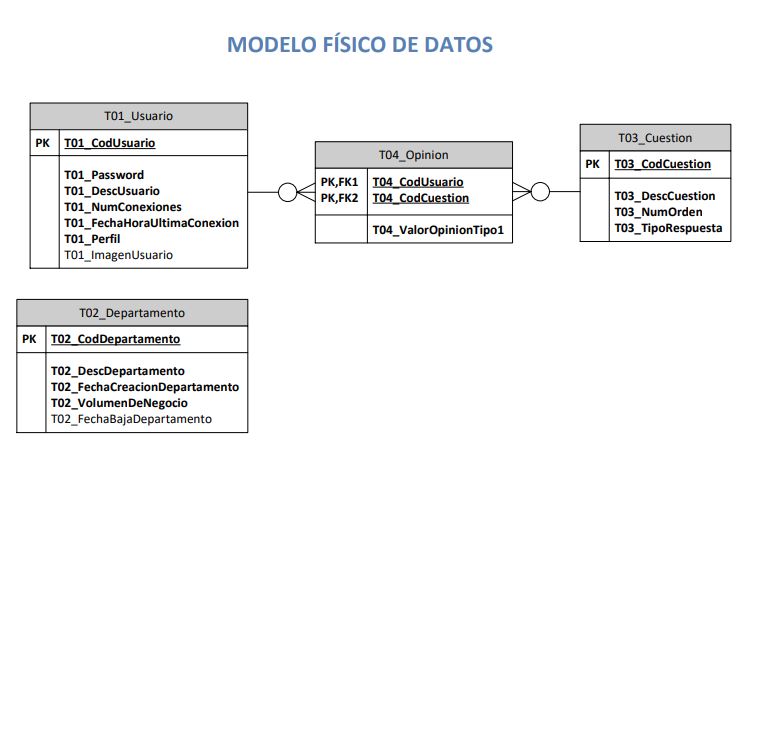 MODELO FÍSICO DE DATOS
T01_Usuario
PK T01_CodUsuario
T01_Password
T01_DescUsuario
T01_NumConexiones
T01_FechaHoraUltimaConexion
T01_Perfil
T01_ImagenUsuario
T04_Opinion
PK,FK1 T04_CodUsuario
PK,FK2 T04_CodCuestion
T04_ValorOpinionTipo1
T03_Cuestion
PK T03_CodCuestion
T03_DescCuestion
T03_NumOrden
T03_TipoRespuesta
T02_Departamento
PK T02_CodDepartamento
T02_DescDepartamento
T02_FechaCreacionDepartamento
T02_VolumenDeNegocio
T02_FechaBajaDepartamento